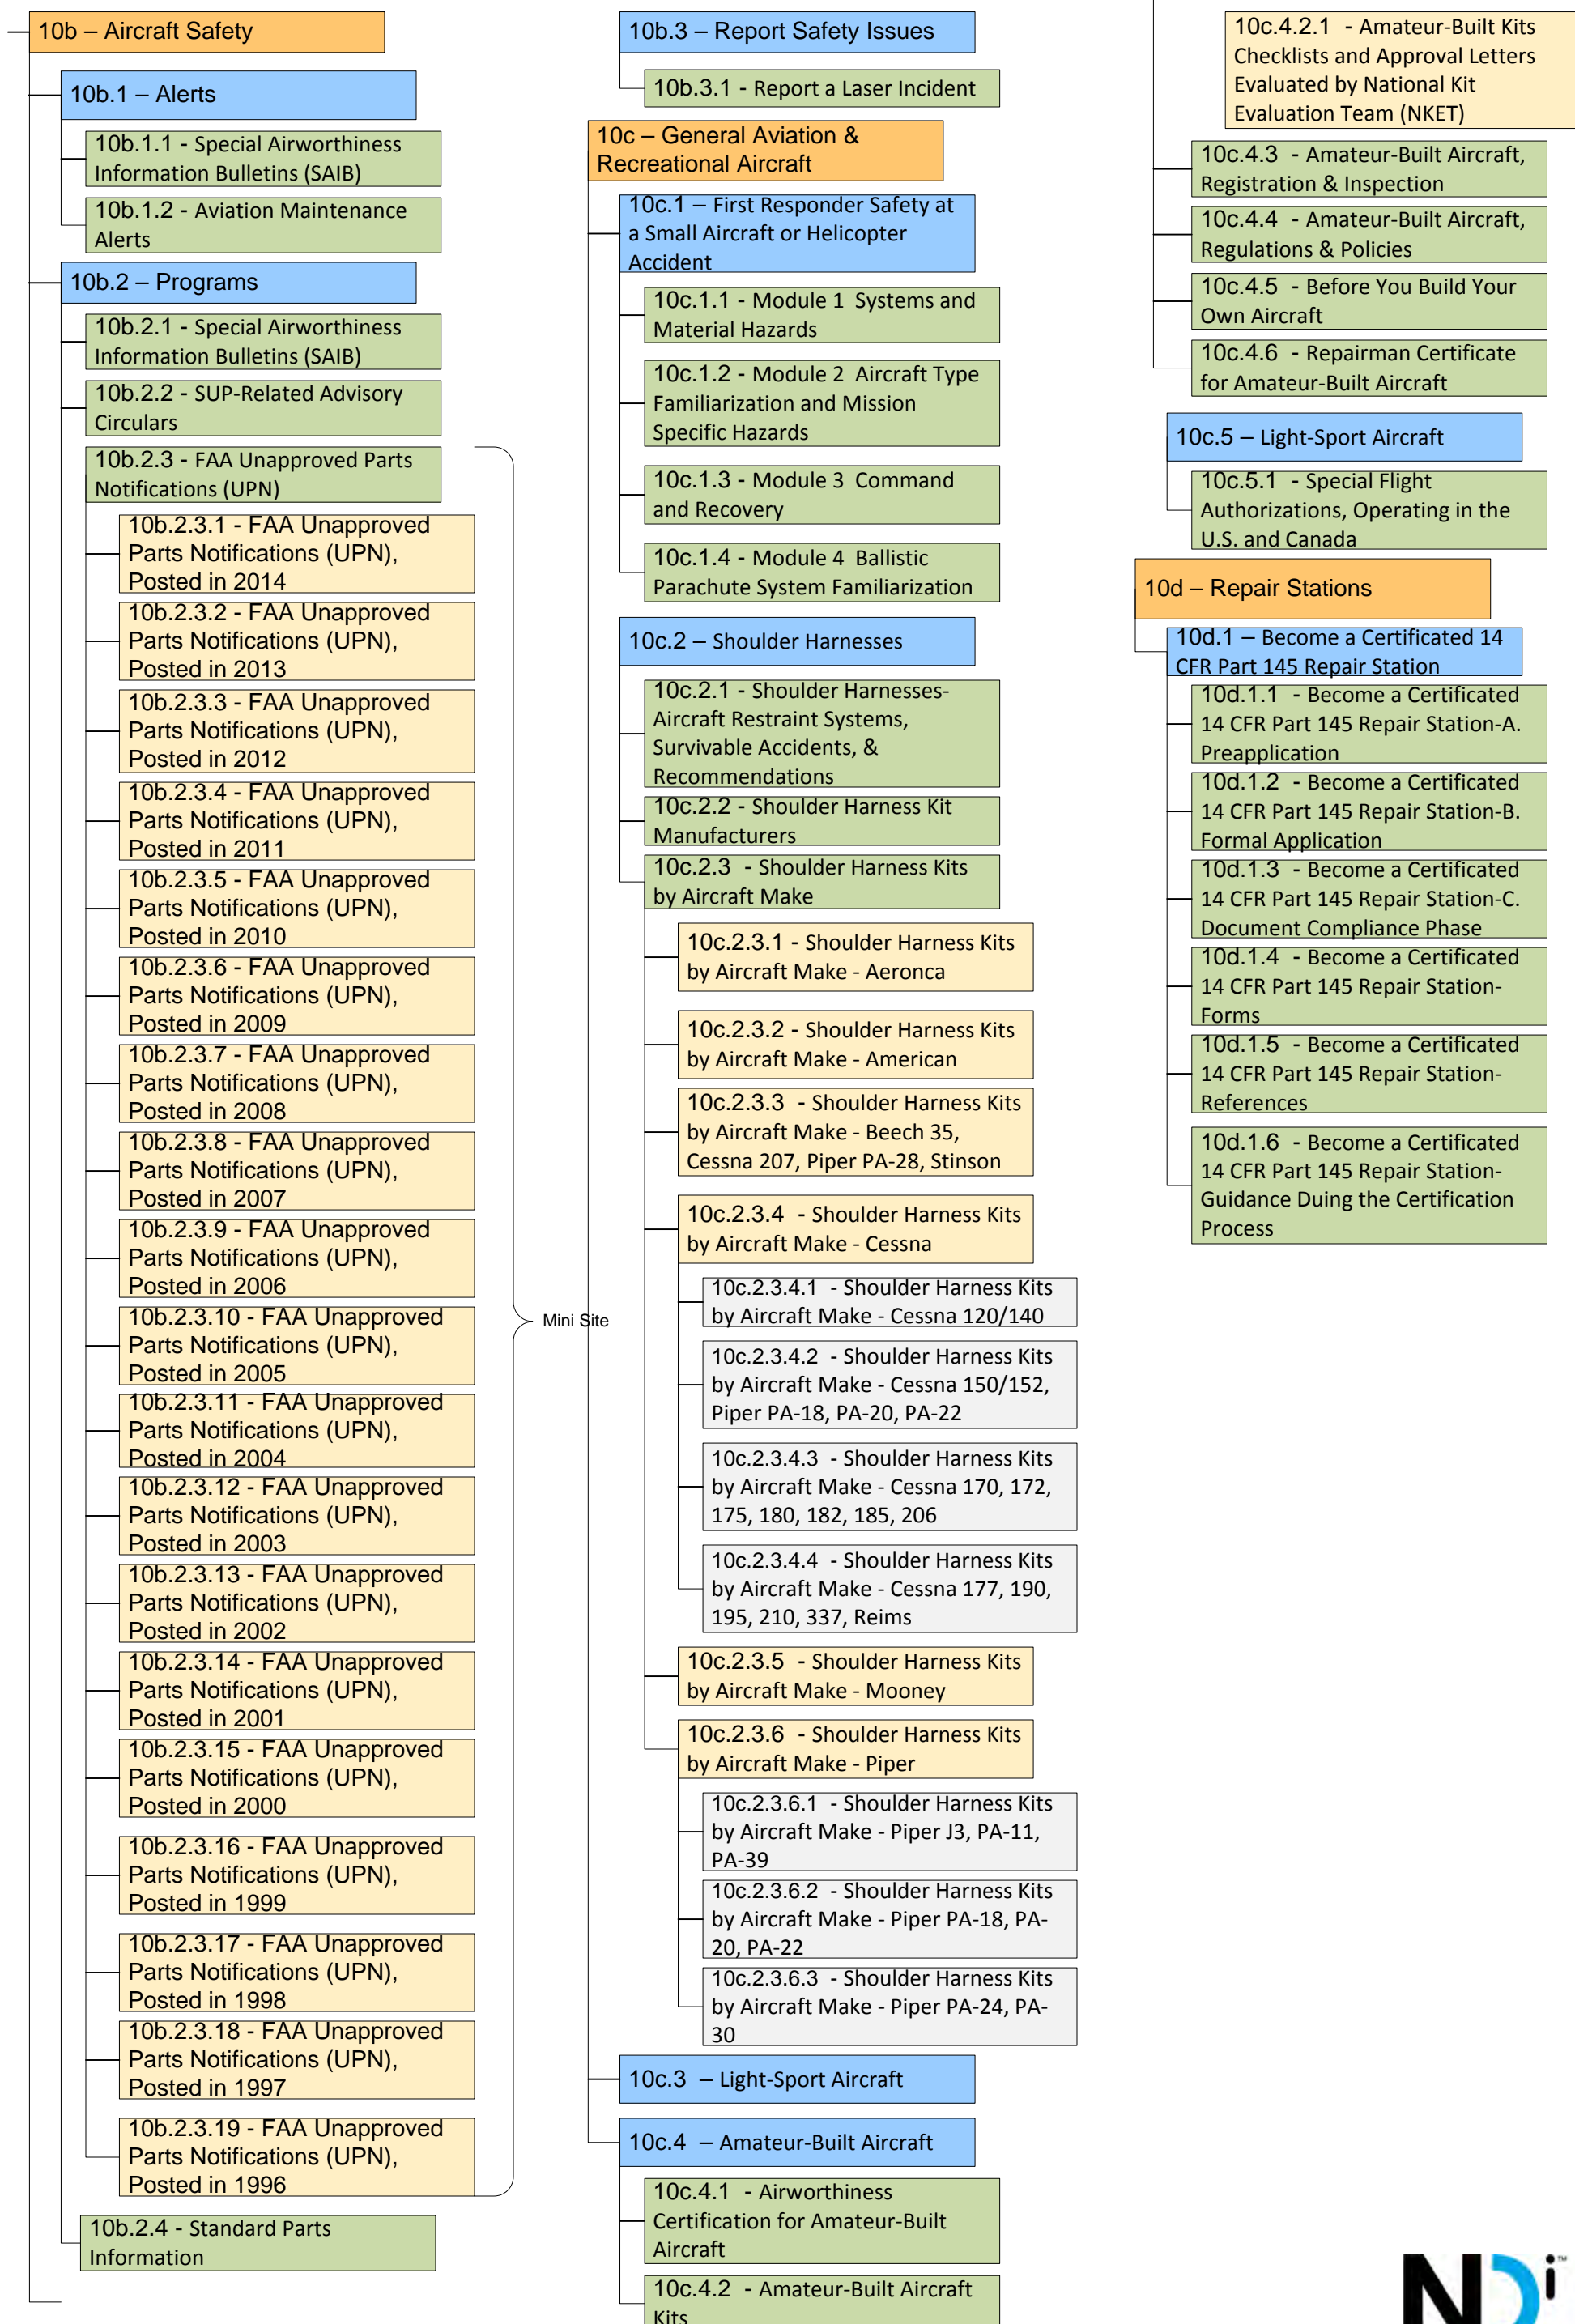 10b – Aircraft Safety
10b.1 – Alerts
10b.1.1 - Special Airworthiness
Information Bulletins (SAIB)
10b.1.2 - Aviation Maintenance
Alerts
10b.2 – Programs
10b.2.1 - Special Airworthiness
Information Bulletins (SAIB)
10b.2.2 - SUP-Related Advisory
Circulars
10b.2.3 - FAA Unapproved Parts
Notifications (UPN)
10b.2.3.1 - FAA Unapproved
Parts Notifications (UPN),
Posted in 2014
10b.2.3.2 - FAA Unapproved
Parts Notifications (UPN),
Posted in 2013
10b.2.3.3 - FAA Unapproved
Parts Notifications (UPN),
Posted in 2012
10b.2.3.4 - FAA Unapproved
Parts Notifications (UPN),
Posted in 2011
10b.2.3.5 - FAA Unapproved
Parts Notifications (UPN),
Posted in 2010
10b.2.3.6 - FAA Unapproved
Parts Notifications (UPN),
Posted in 2009
10b.2.3.7 - FAA Unapproved
Parts Notifications (UPN),
Posted in 2008
10b.2.3.8 - FAA Unapproved
Parts Notifications (UPN),
Posted in 2007
10b.2.3.9 - FAA Unapproved
Parts Notifications (UPN),
Posted in 2006
10b.2.3.10 - FAA Unapproved
Parts Notifications (UPN),
Posted in 2005
10b.2.3.11 - FAA Unapproved
Parts Notifications (UPN),
Posted in 2004
10b.2.3.12 - FAA Unapproved
Parts Notifications (UPN),
Posted in 2003
10b.2.3.13 - FAA Unapproved
Parts Notifications (UPN),
Posted in 2002
10b.2.3.14 - FAA Unapproved
Parts Notifications (UPN),
Posted in 2001
10b.2.3.15 - FAA Unapproved
Parts Notifications (UPN),
Posted in 2000
10b.2.3.16 - FAA Unapproved
Parts Notifications (UPN),
Posted in 1999
10b.2.3.17 - FAA Unapproved
Parts Notifications (UPN),
Posted in 1998
10b.2.3.18 - FAA Unapproved
Parts Notifications (UPN),
Posted in 1997
10b.2.3.19 - FAA Unapproved
Parts Notifications (UPN),
Posted in 1996
Mini Site
10b.2.4 - Standard Parts
Information
10b.3 – Report Safety Issues
10b.3.1 - Report a Laser Incident
10c – General Aviation &
Recreational Aircraft
10c.1 – First Responder Safety at
a Small Aircraft or Helicopter
Accident
10c.1.1 - Module 1 Systems and
Material Hazards
10c.1.2 - Module 2 Aircraft Type
Familiarization and Mission
Specific Hazards
10c.1.3 - Module 3 Command
and Recovery
10c.1.4 - Module 4 Ballistic
Parachute System Familiarization
10c.2 – Shoulder Harnesses
10c.2.1 - Shoulder Harnesses-
Aircraft Restraint Systems,
Survivable Accidents, &
Recommendations
10c.2.2 - Shoulder Harness Kit
Manufacturers
10c.2.3 - Shoulder Harness Kits
by Aircraft Make
10c.2.3.1 - Shoulder Harness Kits
by Aircraft Make - Aeronca
10c.2.3.2 - Shoulder Harness Kits
by Aircraft Make - American
10c.2.3.3 - Shoulder Harness Kits
by Aircraft Make - Beech 35,
Cessna 207, Piper PA-28, Stinson
10c.2.3.4 - Shoulder Harness Kits
by Aircraft Make - Cessna
10c.2.3.4.1 - Shoulder Harness Kits
by Aircraft Make - Cessna 120/140
10c.2.3.4.2 - Shoulder Harness Kits
by Aircraft Make - Cessna 150/152,
Piper PA-18, PA-20, PA-22
10c.2.3.4.3 - Shoulder Harness Kits
by Aircraft Make - Cessna 170, 172,
175, 180, 182, 185, 206
10c.2.3.4.4 - Shoulder Harness Kits
by Aircraft Make - Cessna 177, 190,
195, 210, 337, Reims
10c.2.3.5 - Shoulder Harness Kits
by Aircraft Make - Mooney
10c.2.3.6 - Shoulder Harness Kits
by Aircraft Make - Piper
10c.2.3.6.1 - Shoulder Harness Kits
by Aircraft Make - Piper J3, PA-11,
PA-39
10c.2.3.6.2 - Shoulder Harness Kits
by Aircraft Make - Piper PA-18, PA-
20, PA-22
10c.2.3.6.3 - Shoulder Harness Kits
by Aircraft Make - Piper PA-24, PA-
30
10c.3 – Light-Sport Aircraft
10c.4 – Amateur-Built Aircraft
10c.4.1 - Airworthiness
Certification for Amateur-Built
Aircraft
10c.4.2 - Amateur-Built Aircraft
Kits
10c.4.2.1 - Amateur-Built Kits
Checklists and Approval Letters
Evaluated by National Kit
Evaluation Team (NKET)
10c.4.3 - Amateur-Built Aircraft,
Registration & Inspection
10c.4.4 - Amateur-Built Aircraft,
Regulations & Policies
10c.4.5 - Before You Build Your
Own Aircraft
10c.4.6 - Repairman Certificate
for Amateur-Built Aircraft
10c.5 – Light-Sport Aircraft
10c.5.1 - Special Flight
Authorizations, Operating in the
U.S. and Canada
10d – Repair Stations
10d.1 – Become a Certificated 14
CFR Part 145 Repair Station
10d.1.1 - Become a Certificated
14 CFR Part 145 Repair Station-A.
Preapplication
10d.1.2 - Become a Certificated
14 CFR Part 145 Repair Station-B.
Formal Application
10d.1.3 - Become a Certificated
14 CFR Part 145 Repair Station-C.
Document Compliance Phase
10d.1.4 - Become a Certificated
14 CFR Part 145 Repair Station-
Forms
10d.1.5 - Become a Certificated
14 CFR Part 145 Repair Station-
References
10d.1.6 - Become a Certificated
14 CFR Part 145 Repair Station-
Guidance Duing the Certification
Process
NDi™